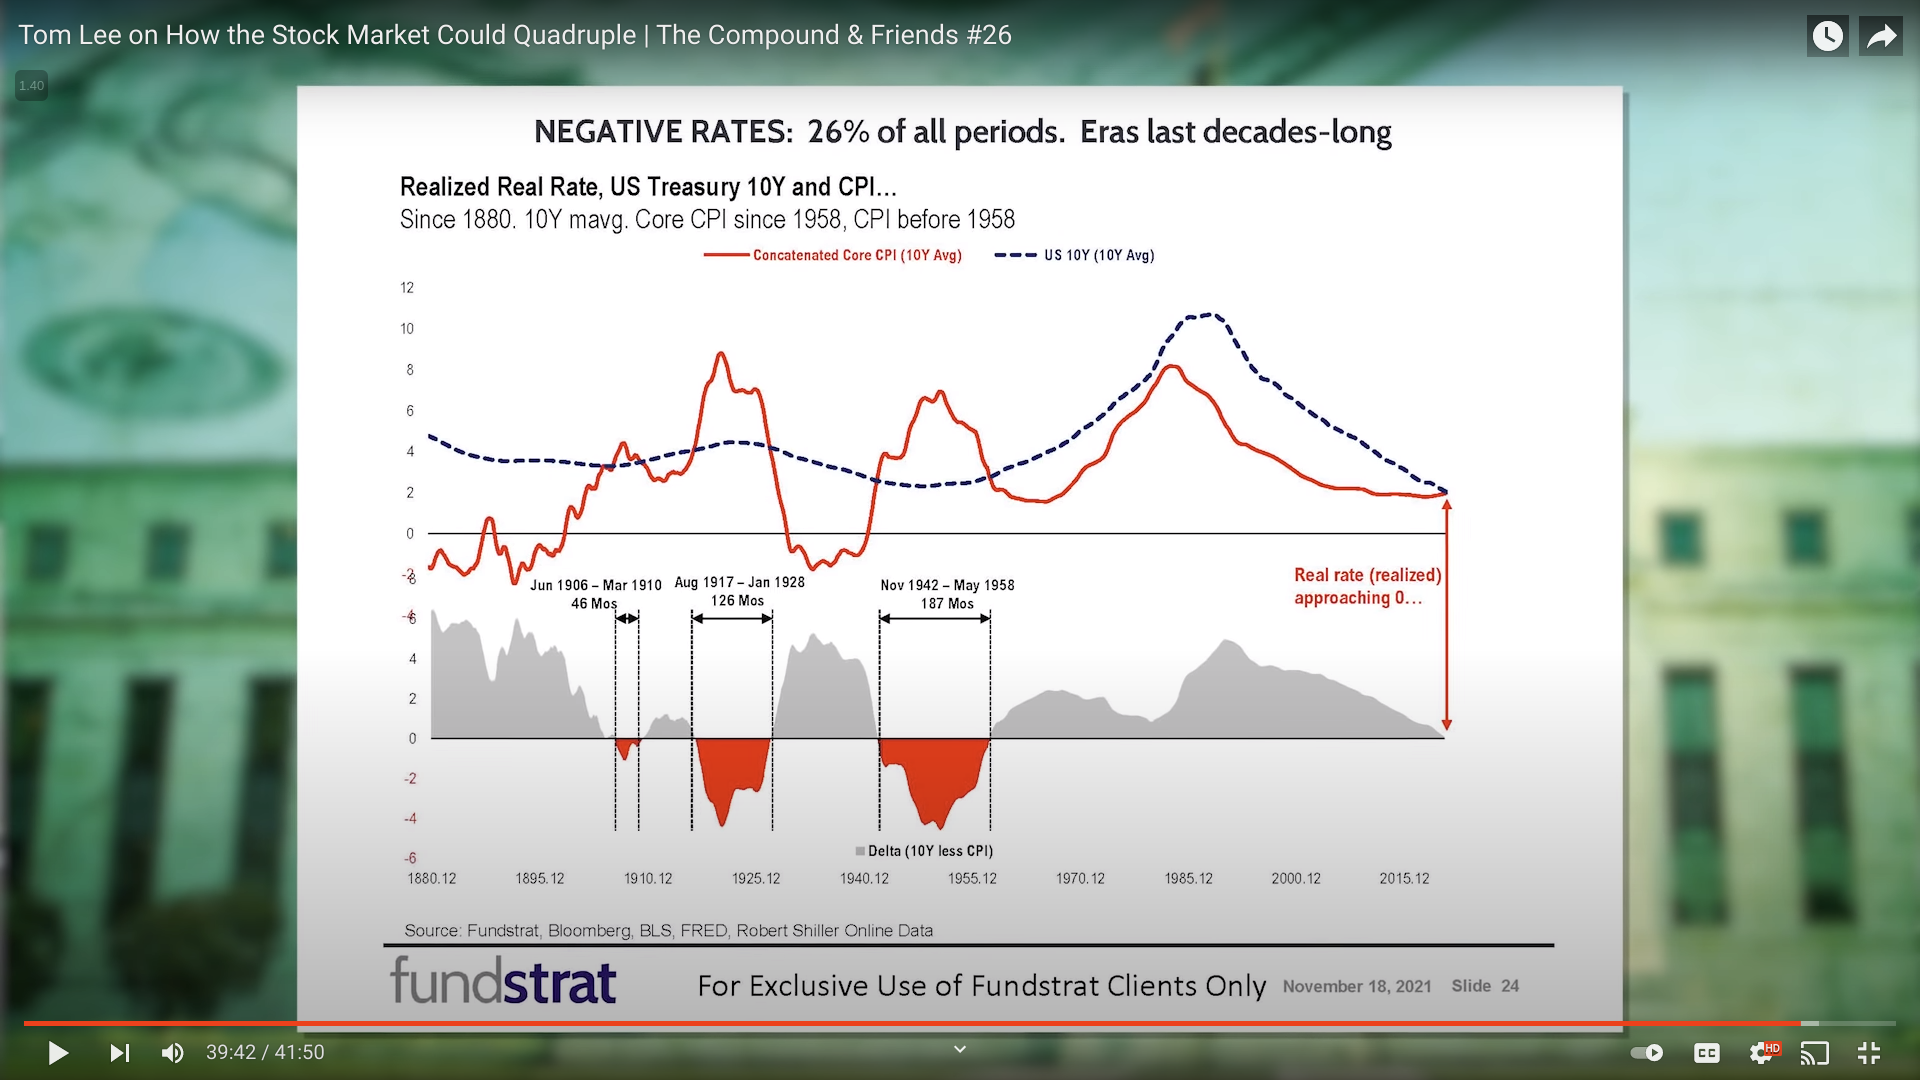 Tom Lee on How the Stock Market Could Quadruple | The Compound & Friends #26
1.40
NEGATIVE RATES: 26% of all periods. Eras last decades-long
Realized Real Rate, US Treasury 10Y and CPI...
Since 1880. 10Y mavg. Core CPI since 1958, CPI before 1958
Concatenated Core CPI (10Y Avg)
US 10Y (10Y Avg)
12
10
8
6
4
2
0
-2
-4
8
6
4
2
0
-2
-4
-6
Jun 1906 – Mar 1910
46 Mos
Aug 1917 – Jan 1928
126 Mos
Nov 1942 – May 1958
187 Mos
Real rate (realized)
approaching 0...
Delta (10Y less CPI)
1880.12 1895.12 1910.12 1925.12 1940.12 1955.12 1970.12 1985.12 2000.12 2015.12
Source: Fundstrat, Bloomberg, BLS, FRED, Robert Shiller Online Data
fundstrat
For Exclusive Use of Fundstrat Clients Only
November 18, 2021 Slide 24
39:42 / 41:50
CC
HD